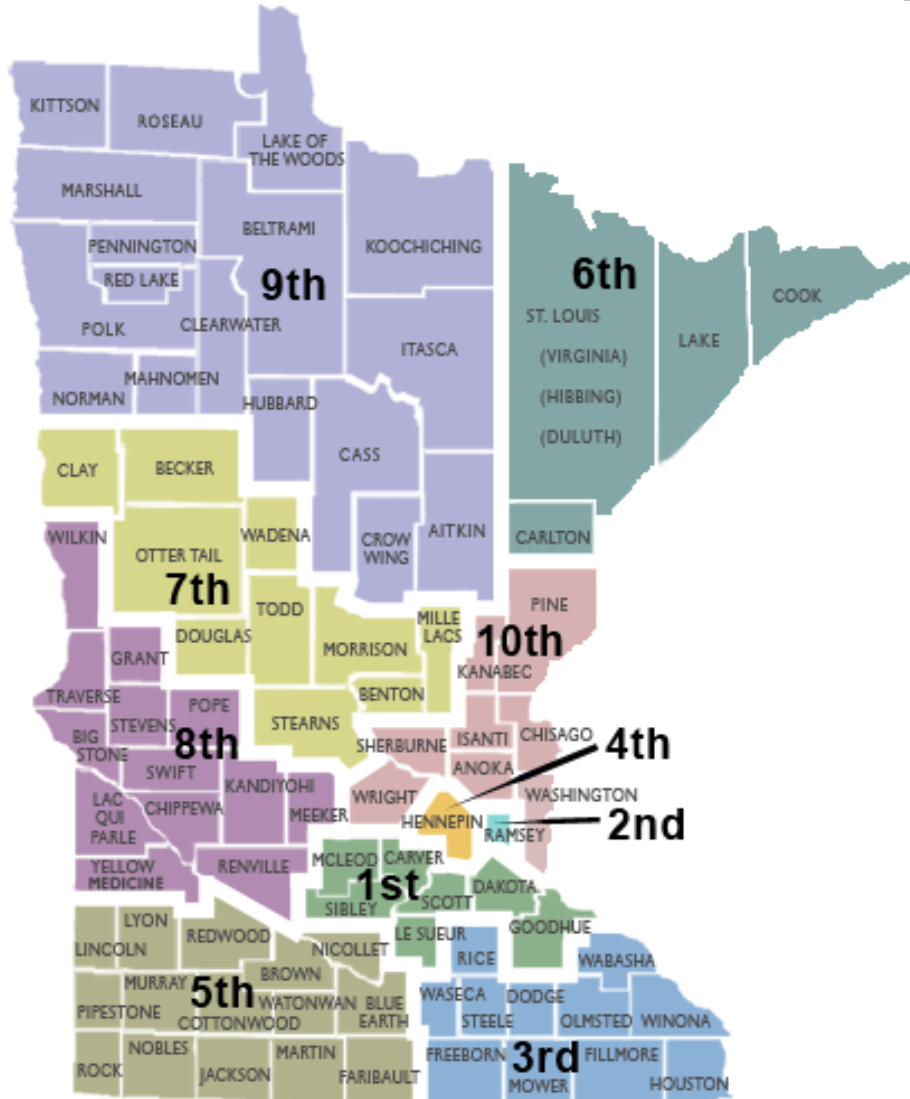 KITTSON
ROSEAU
LAKE OF
THE WOODS
MARSHALL
BELTRAMI
PENNINGTON
KOOCHICHING
RED LAKE
9th
6th
COOK
POLK
CLEARWATER
ST. LOUIS
LAKE
ITASCA
(VIRGINIA)
MAHNOMEN
NORMAN
HUBBARD
(HIBBING)
(DULUTH)
CASS
CLAY
BECKER
WILKIN
WADENA
AITKIN
CROW
WING
CARLTON
OTTER TAIL
7th
TODD
PINE
MILLE
LACS
DOUGLAS
10th
MORRISON
GRANT
KANABEC
TRAVERSE
POPE
BENTON
STEVENS
STEARNS
BIG
STONE
8th
SHERBURNE
ISANTI
CHISAGO
4th
SWIFT
ANOKA
KANDIYOHI
WRIGHT
WASHINGTON
LAC
QUI
PARLE
CHIPPEWA
MEEKER
HENNEPIN
RAMSEY
2nd
YELLOW
MEDICINE
RENVILLE
MCLEOD
CARVER
1st
DAKOTA
SIBLEY
SCOTT
LYON
LINCOLN
REDWOOD
NICOLLET
LE SUEUR
GOODHUE
RICE
WABASHA
BROWN
MURRAY
5th
PIPESTONE
COTTONWOOD
WATONWAN
BLUE
EARTH
WASECA
STEELE
DODGE
OLMSTED
WINONA
ROCK
NOBLES
JACKSON
MARTIN
FARIBAULT
FREEBORN
3rd
MOWER
FILLMORE
HOUSTON